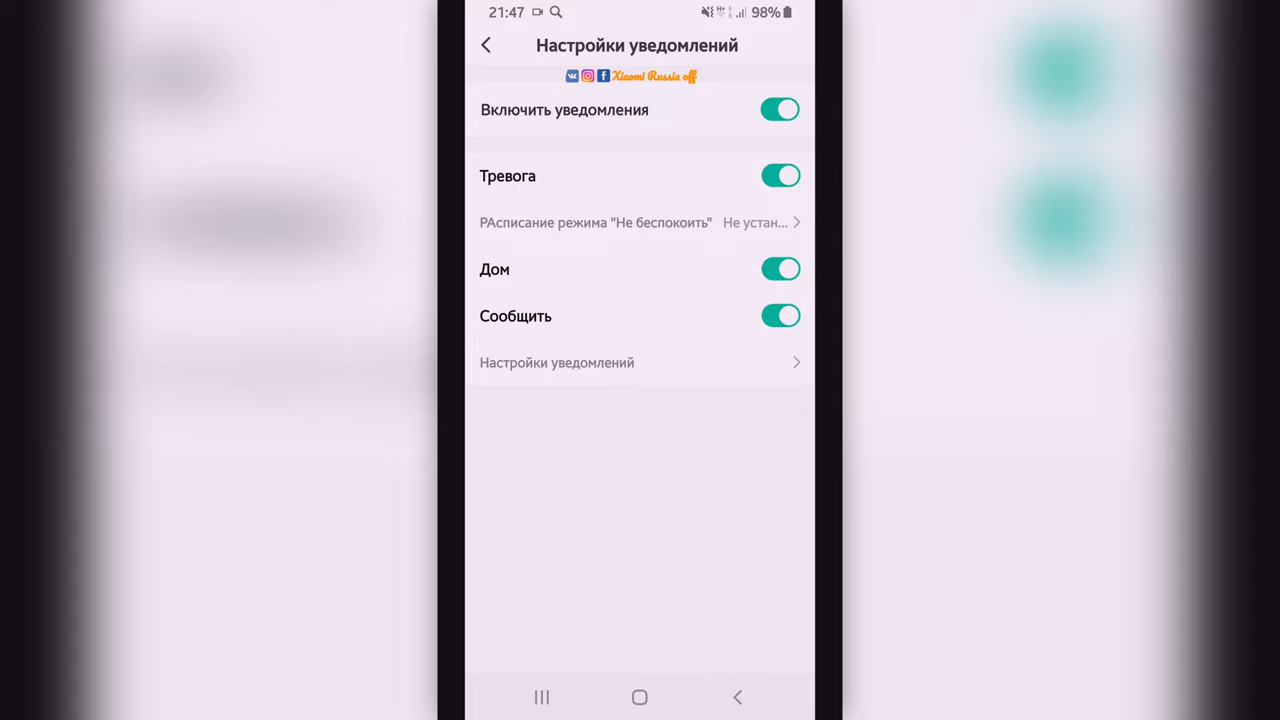 21:47 98%
Настройки уведомлений
Xiaomi Russia off
Включить уведомления
Тревога
РАсписание режима "Не беспокоить" Не устан...
Дом
Сообщить
Настройки уведомлений